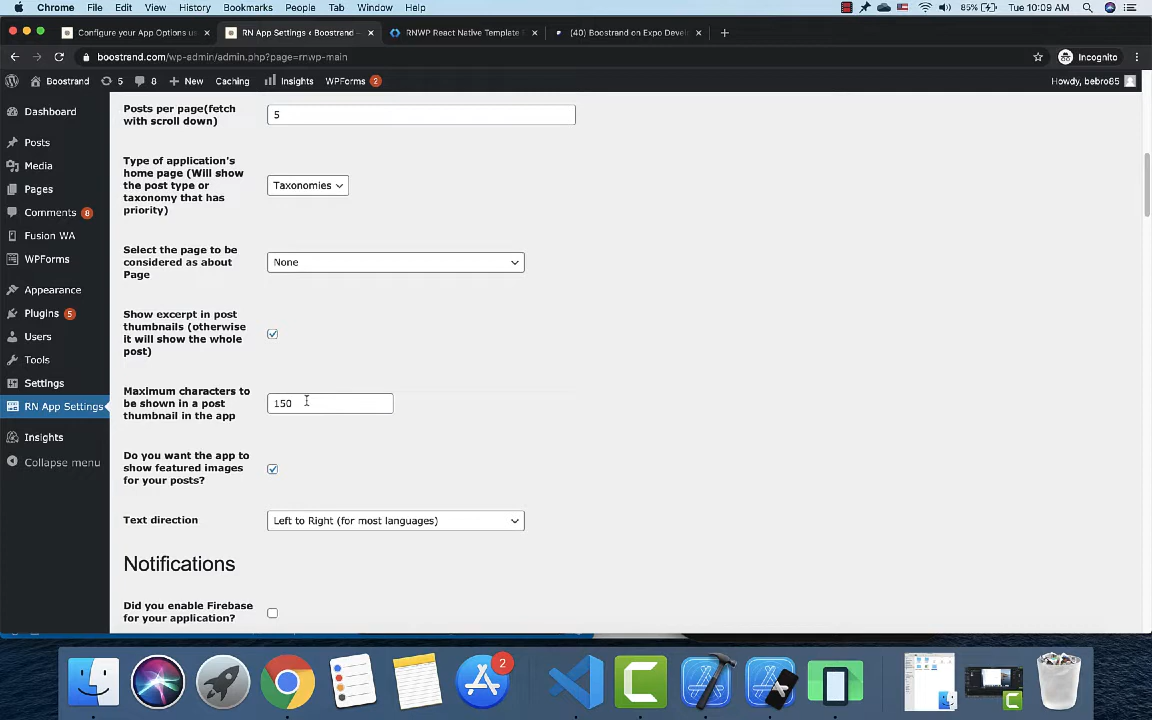 Chrome File Edit View History Bookmarks People Tab Window Help 85% Tue 10:09 AM
Configure your App Options us RN App Settings ‹ Boostrand — RNWP React Native Template (40) Boostrand on Expo Devel
boostrand.com/wp-admin/admin.php?page=rnwp-main Incognito
Boostrand 5 8 New Caching Insights WPForms 2 Howdy, bebro85
Dashboard
Posts
Media
Pages
Comments 8
Fusion WA
WPForms
Appearance
Plugins 5
Users
Tools
Settings
RN App Settings
Insights
Collapse menu
Posts per page(fetch
with scroll down)
5
Type of application's
home page (Will show
the post type or
taxonomy that has
priority)
Taxonomies
Select the page to be
considered as about
Page
None
Show excerpt in post
thumbnails (otherwise
it will show the whole
post)
Maximum characters to
be shown in a post
thumbnail in the app
150
Do you want the app to
show featured images
for your posts?
Text direction
Left to Right (for most languages)
Notifications
Did you enable Firebase
for your application?
2